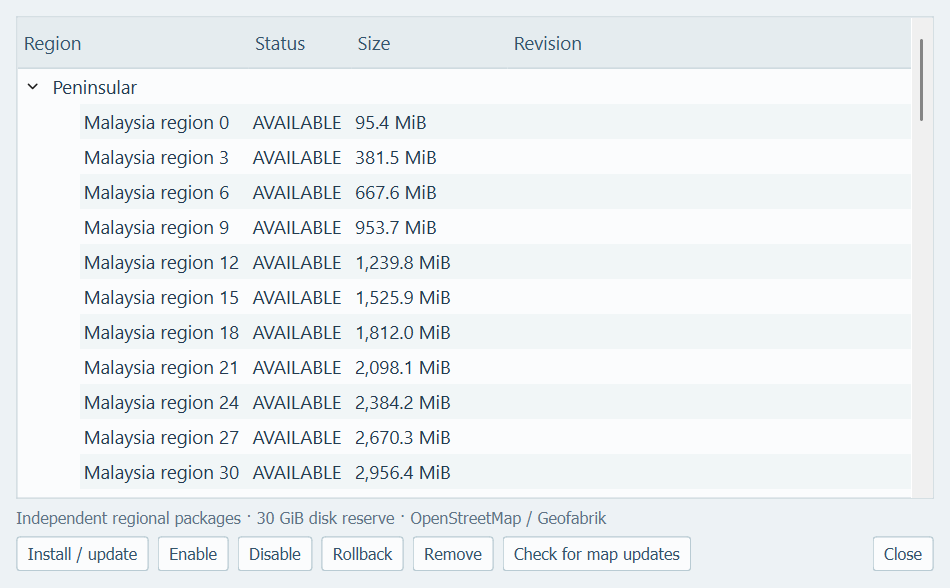 Region Status Size Revision
Peninsular
Malaysia region 0 AVAILABLE 95.4 MiB
Malaysia region 3 AVAILABLE 381.5 MiB
Malaysia region 6 AVAILABLE 667.6 MiB
Malaysia region 9 AVAILABLE 953.7 MiB
Malaysia region 12 AVAILABLE 1,239.8 MiB
Malaysia region 15 AVAILABLE 1,525.9 MiB
Malaysia region 18 AVAILABLE 1,812.0 MiB
Malaysia region 21 AVAILABLE 2,098.1 MiB
Malaysia region 24 AVAILABLE 2,384.2 MiB
Malaysia region 27 AVAILABLE 2,670.3 MiB
Malaysia region 30 AVAILABLE 2,956.4 MiB
Independent regional packages · 30 GiB disk reserve · OpenStreetMap / Geofabrik
Install / update Enable Disable Rollback Remove Check for map updates Close